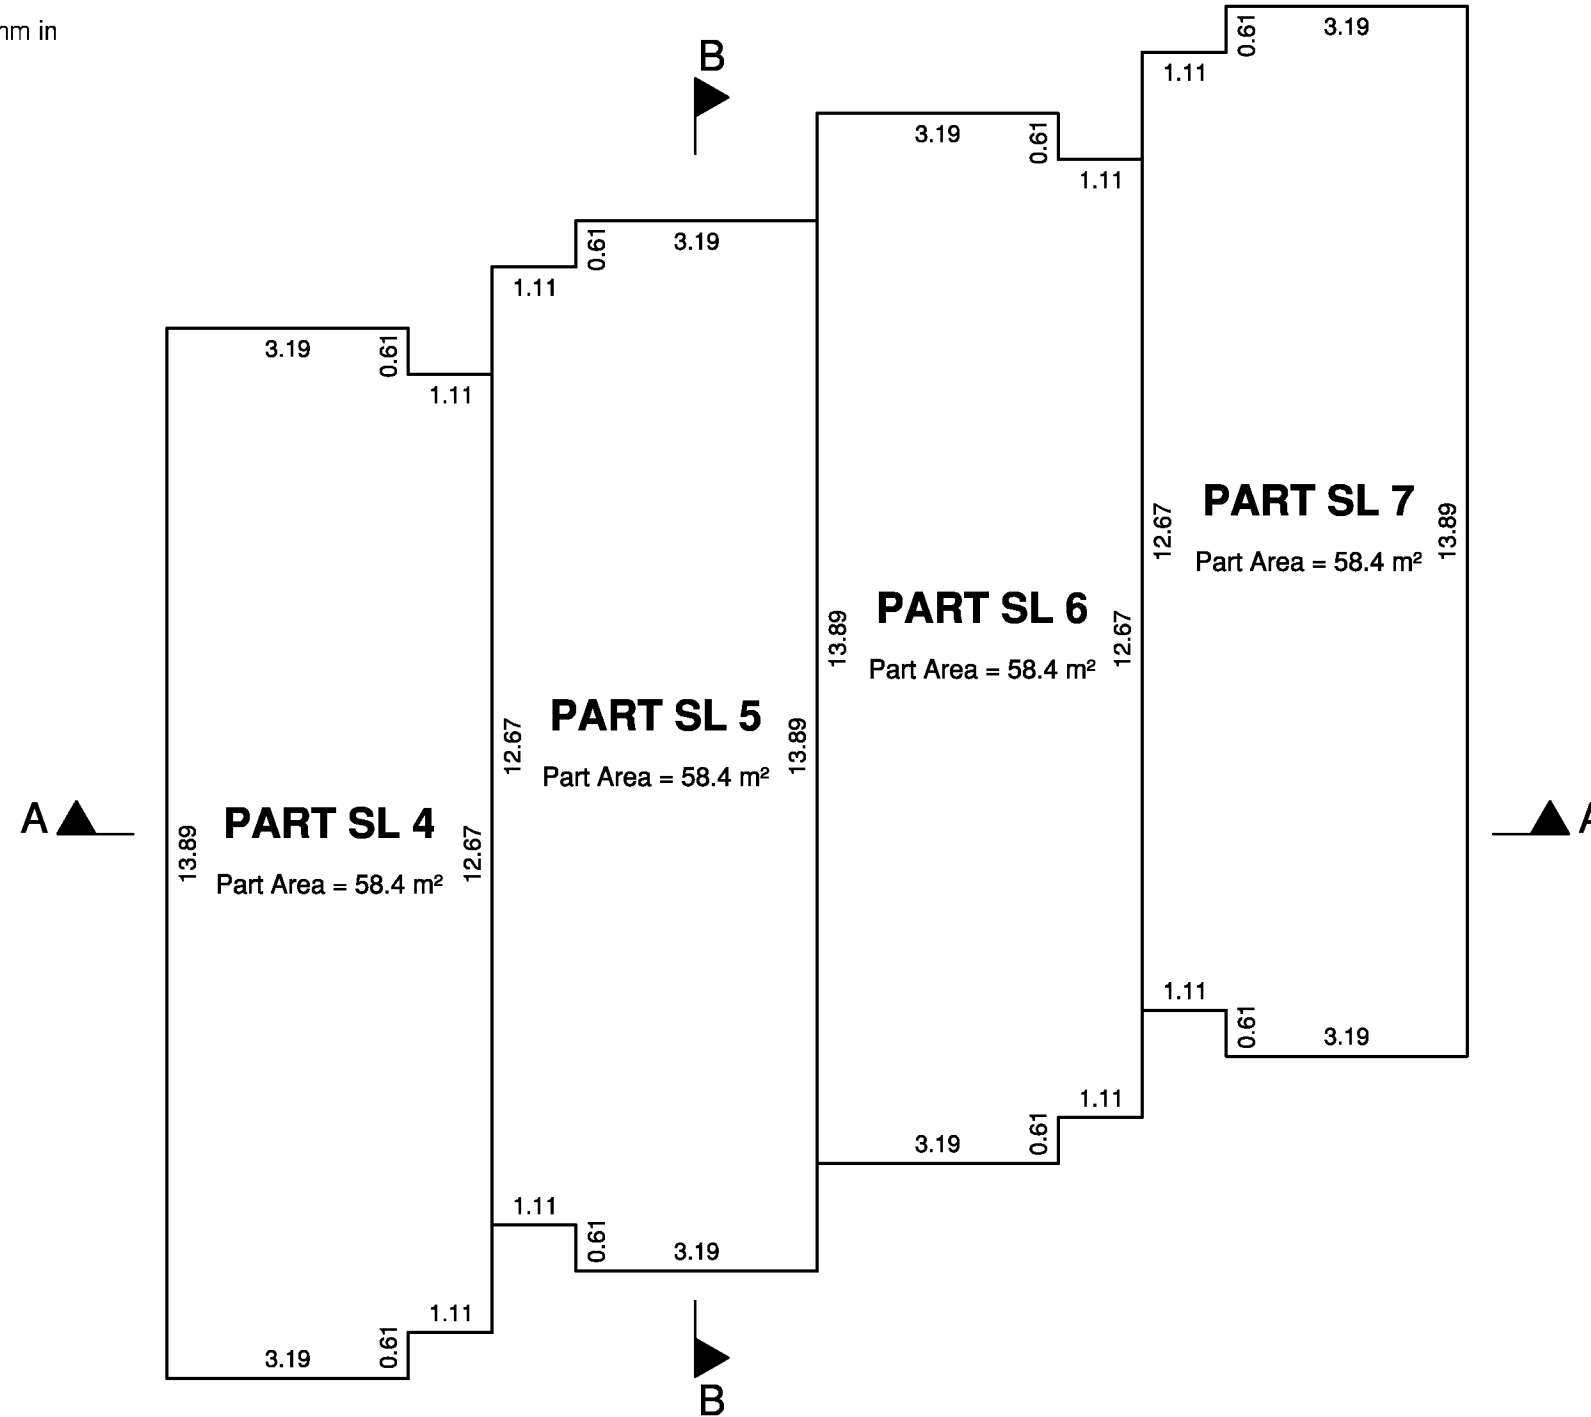 mm in
B
3.19
0.61
1.11
3.19
0.61
1.11
3.19
0.61
1.11
3.19
0.61
1.11
PART SL 7
Part Area = 58.4 m²
12.67
13.89
PART SL 6
Part Area = 58.4 m²
13.89
12.67
PART SL 5
Part Area = 58.4 m²
12.67
13.89
A
PART SL 4
Part Area = 58.4 m²
13.89
12.67
A
1.11
0.61
3.19
1.11
0.61
3.19
1.11
0.61
3.19
1.11
0.61
3.19
B